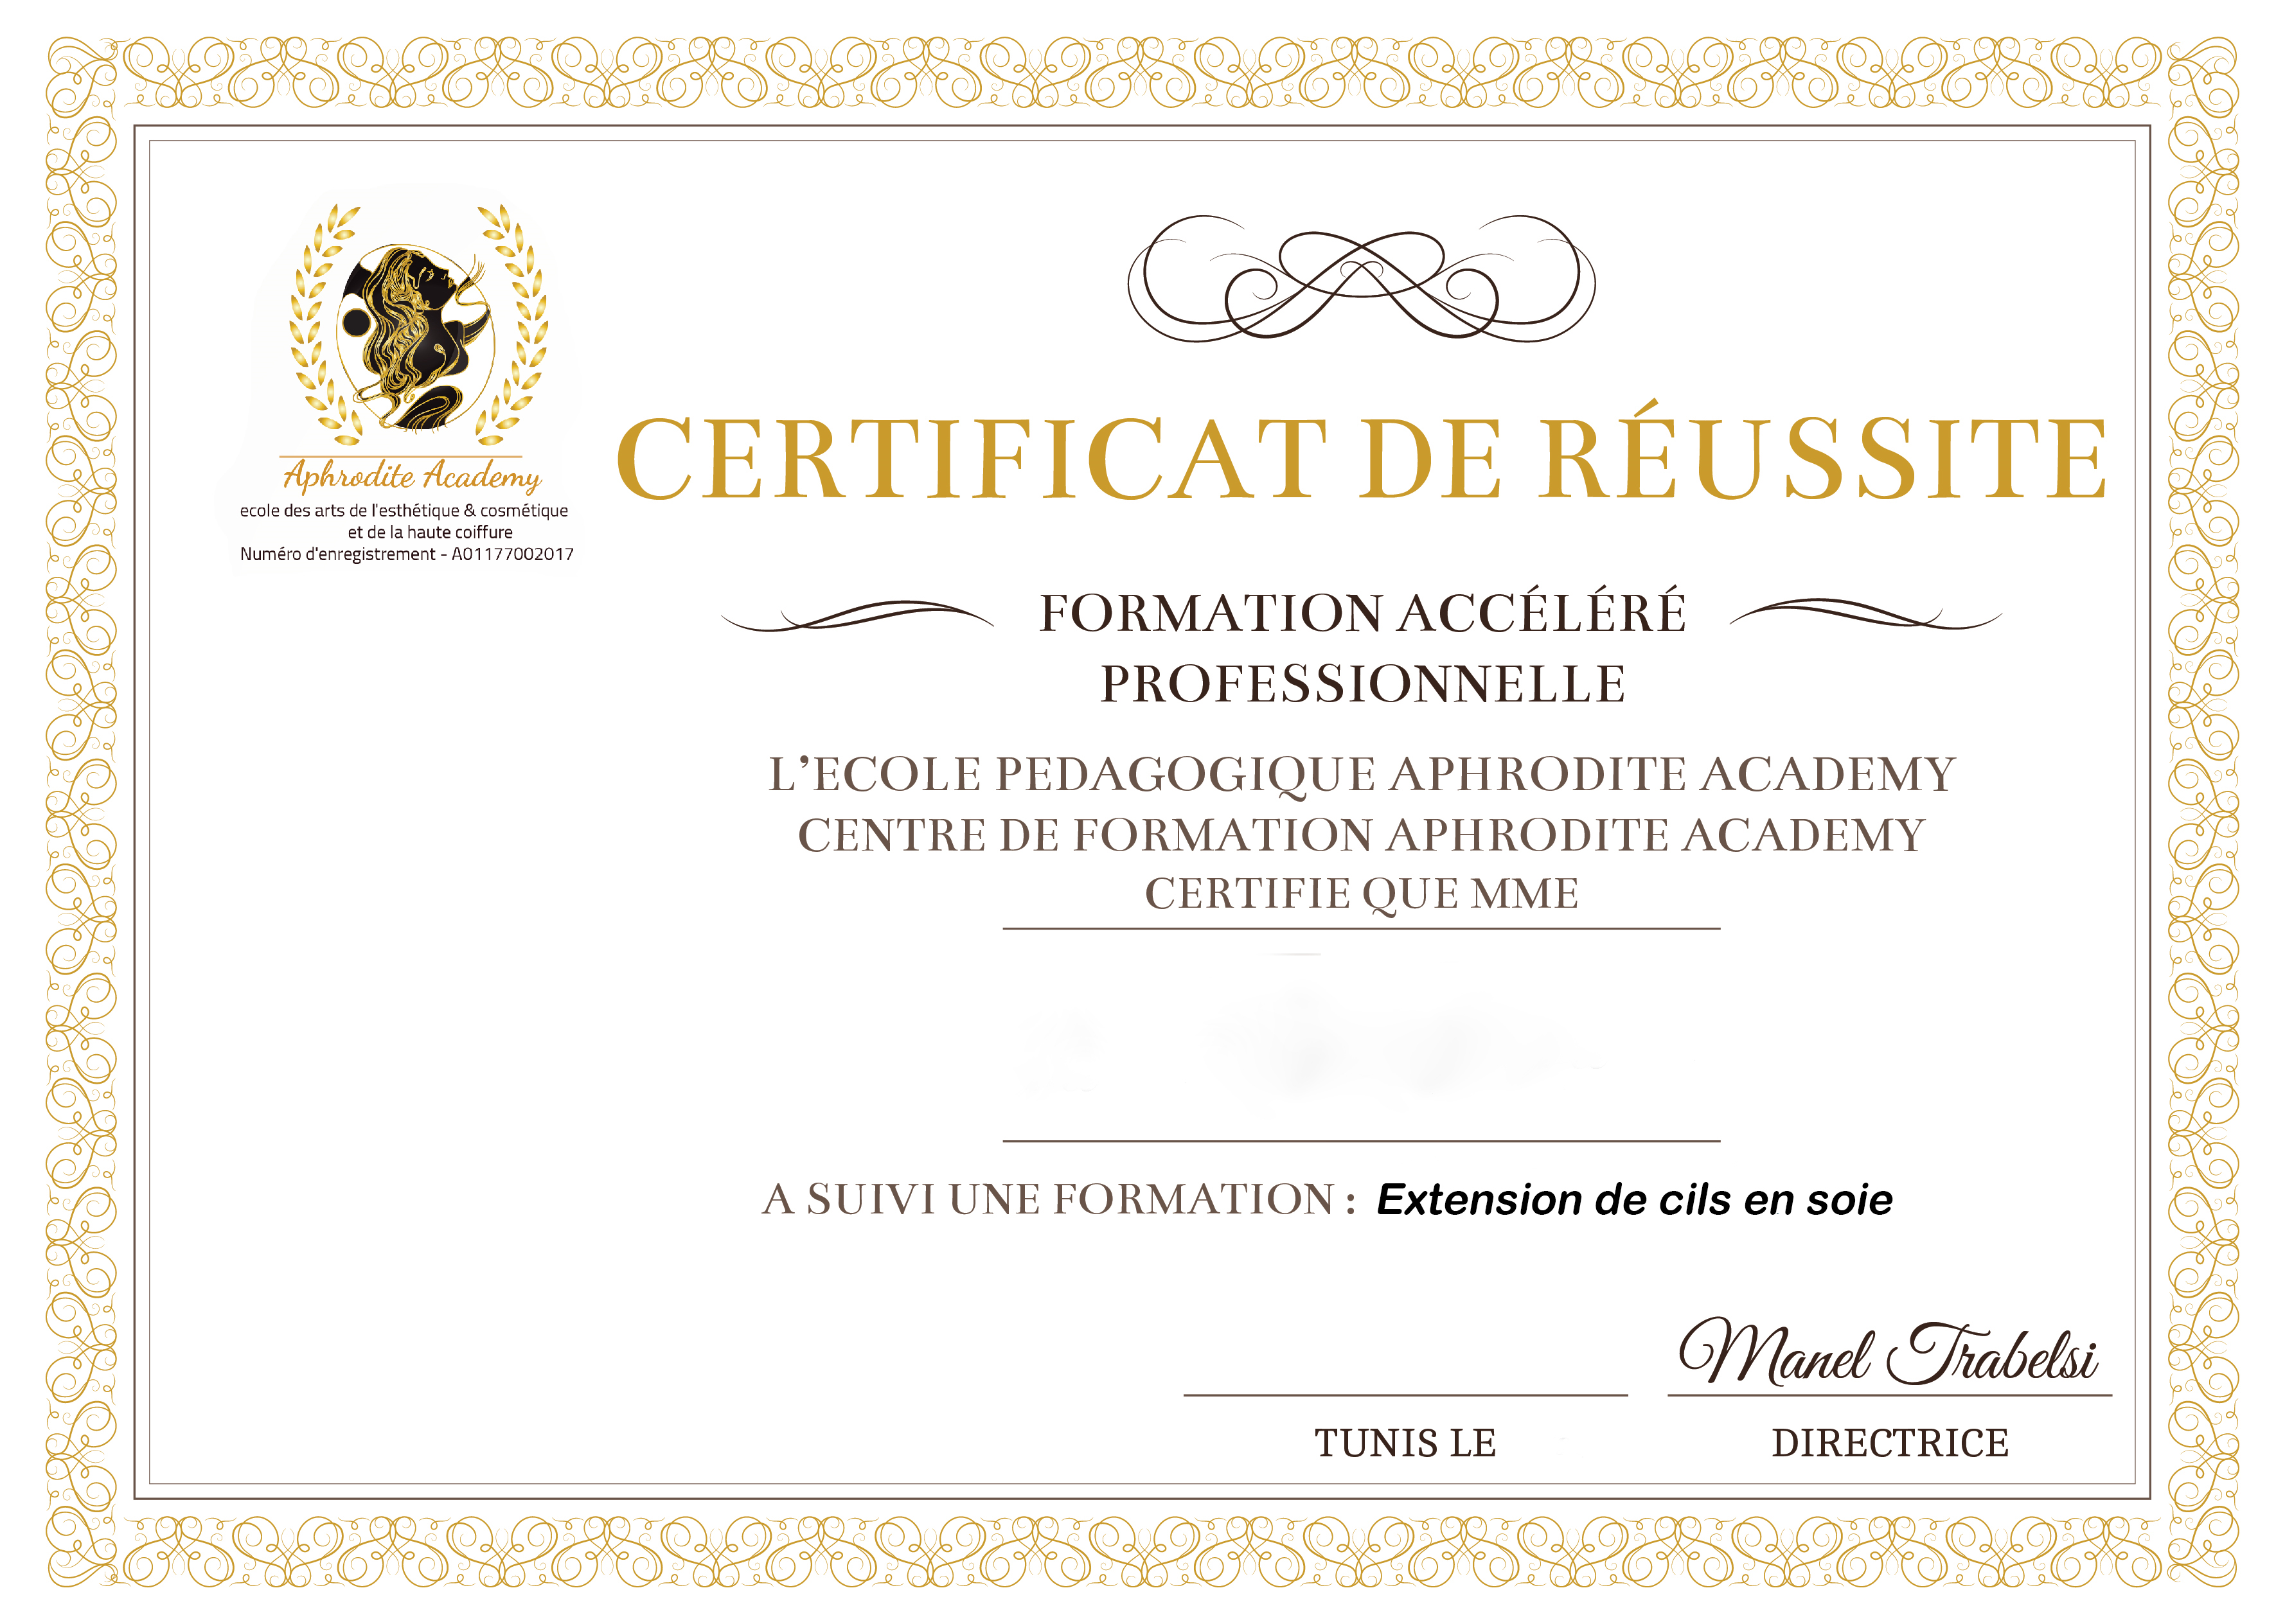 Aphrodite Academy
ecole des arts de l'esthétique & cosmétique
et de la haute coiffure
Numéro d'enregistrement - A01177002017
CERTIFICAT DE RÉUSSITE
FORMATION ACCÉLÉRÉ
PROFESSIONNELLE
L'ECOLE PEDAGOGIQUE APHRODITE ACADEMY
CENTRE DE FORMATION APHRODITE ACADEMY
CERTIFIE QUE MME
A SUIVI UNE FORMATION : Extension de cils en soie
Manel Trabelsi
TUNIS LE
DIRECTRICE